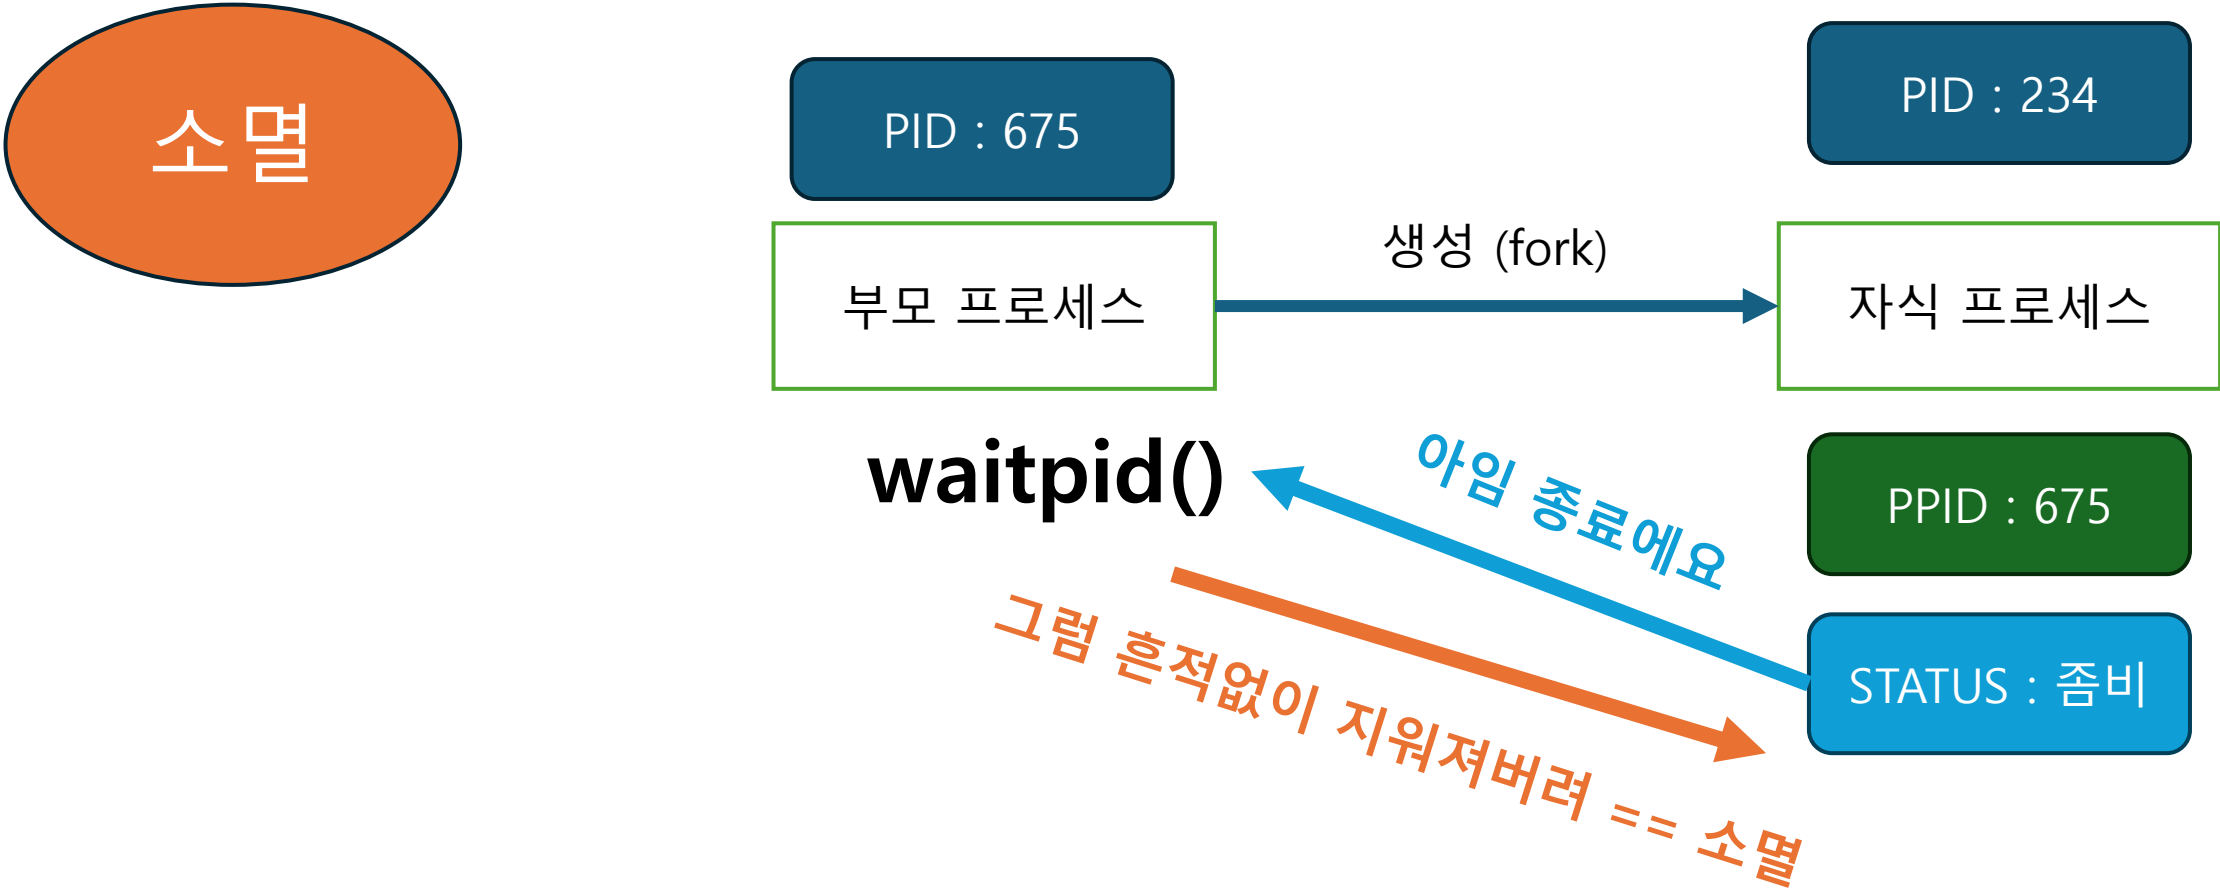 소멸
PID : 675
PID : 234
생성 (fork)
부모 프로세스
자식 프로세스
waitpid()
아임 종료에요
PPID : 675
그럼 흔적없이 지워져버려 == 소멸
STATUS : 좀비